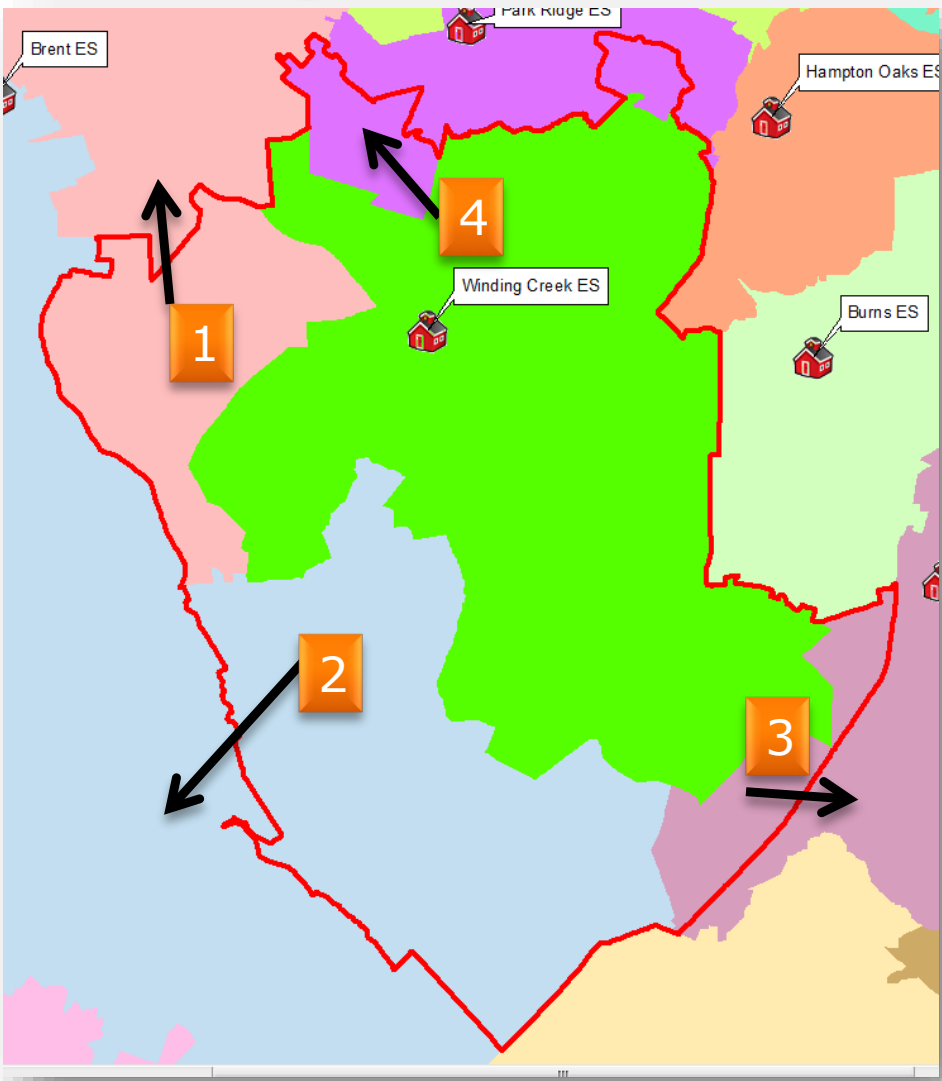 Park Ridge ES
Brent ES
Hampton Oaks ES
4
Winding Creek ES
Burns ES
1
2
3